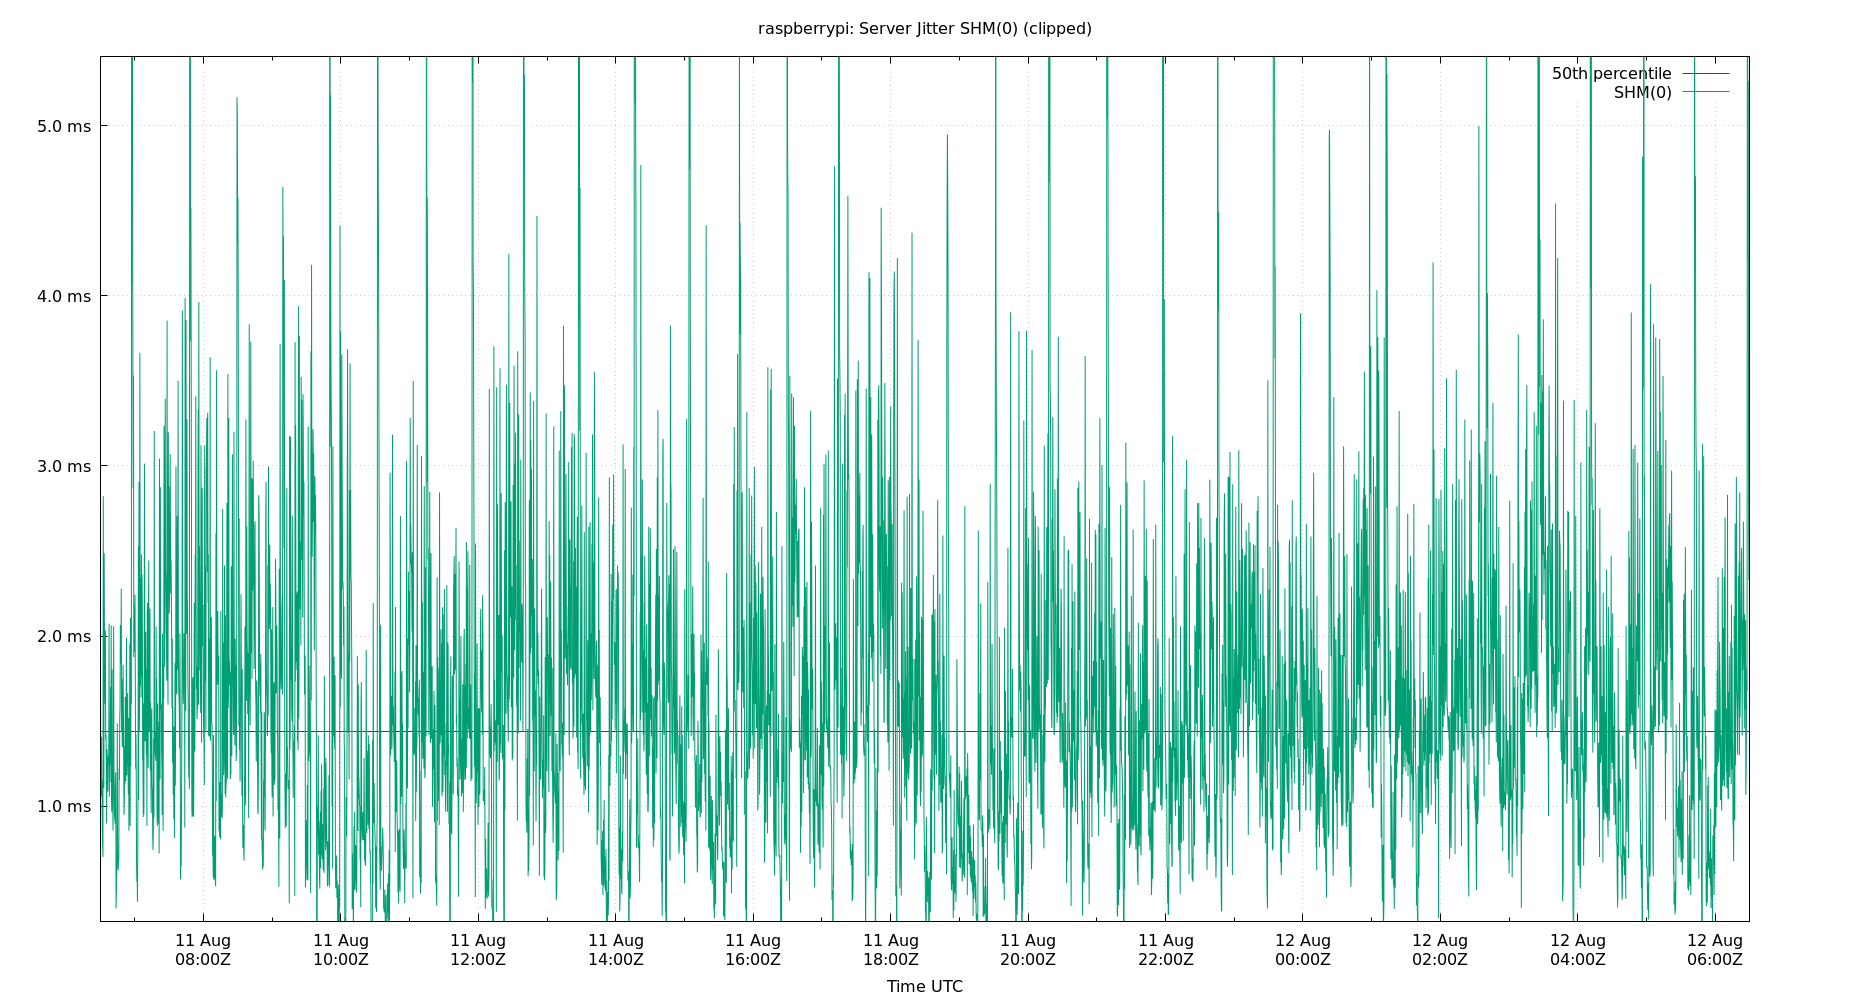 raspberrypi: Server Jitter SHM(0) (clipped)
50th percentile
SHM(0)
5.0 ms
4.0 ms
3.0 ms
2.0 ms
1.0 ms
11 Aug 11 Aug 11 Aug 11 Aug 11 Aug 11 Aug 11 Aug 11 Aug 12 Aug 12 Aug 12 Aug 12 Aug
08:00Z 10:00Z 12:00Z 14:00Z 16:00Z 18:00Z 20:00Z 22:00Z 00:00Z 02:00Z 04:00Z 06:00Z
Time UTC